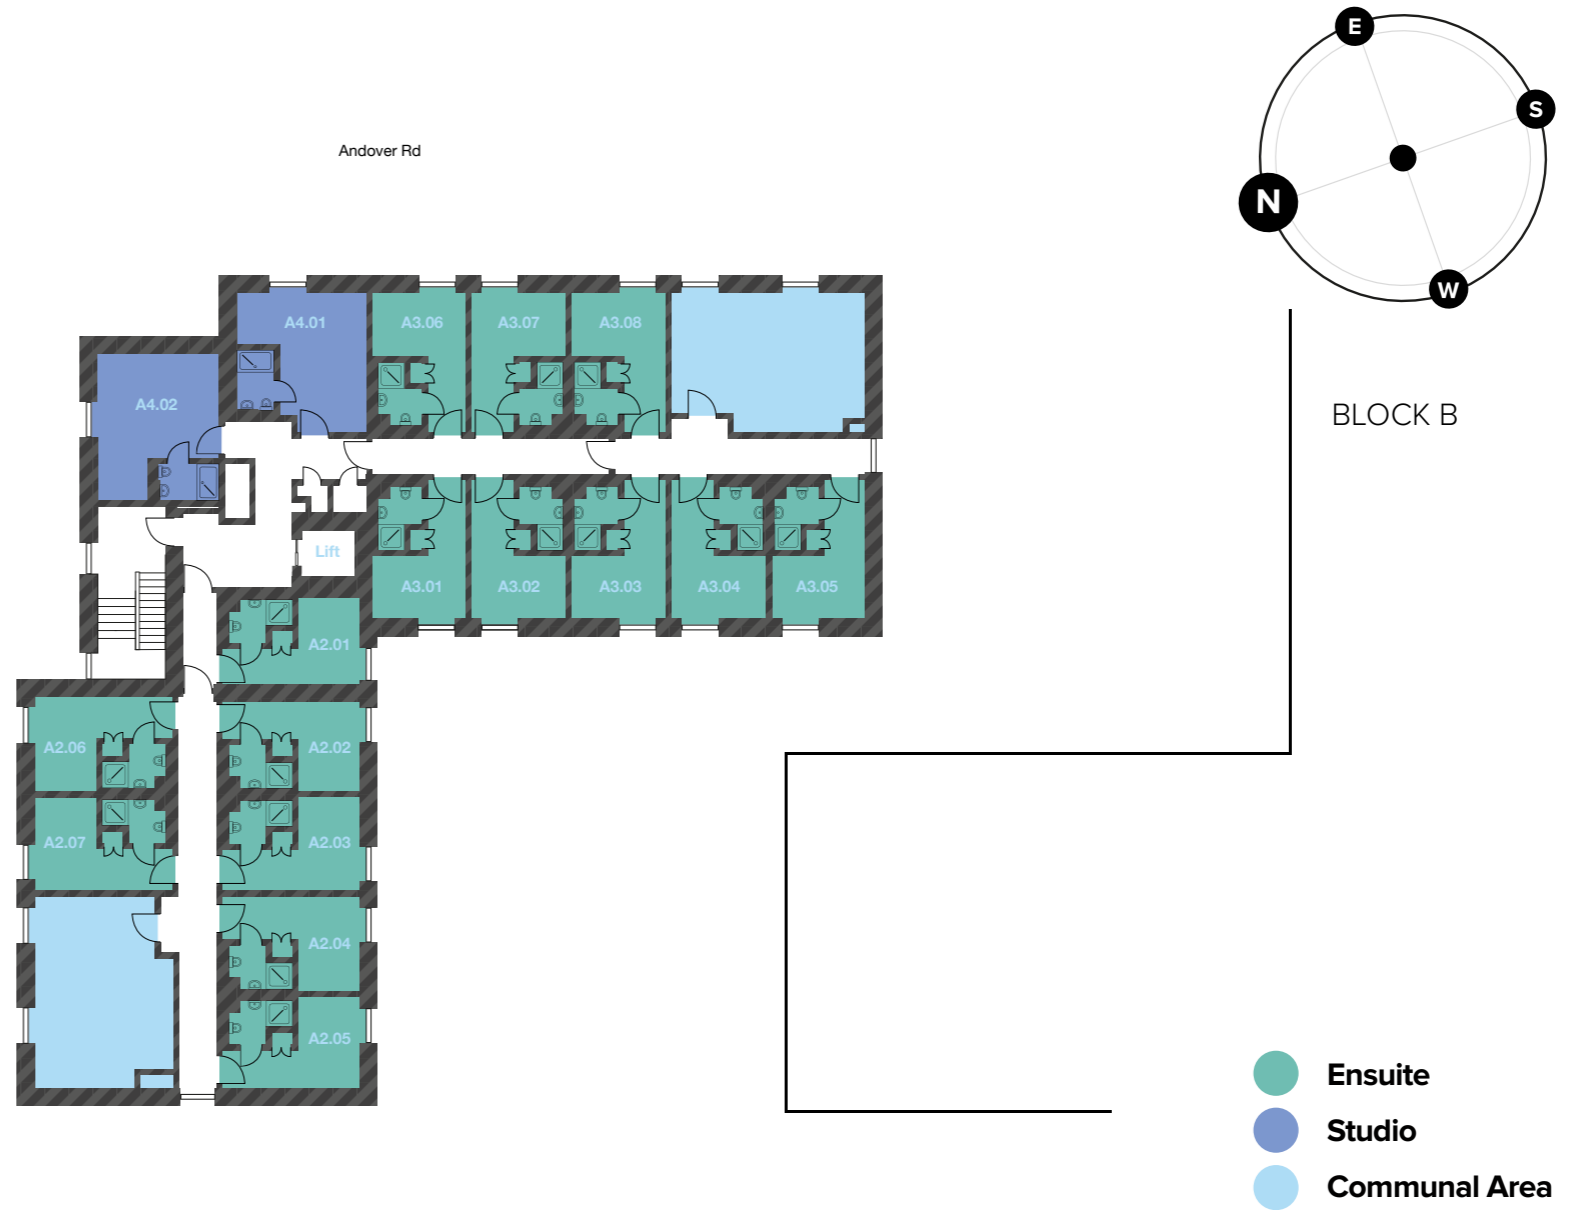 E
S
N
W
Andover Rd
A4.01
A3.06
A3.07
A3.08
A4.02
BLOCK B
Lift
A3.01
A3.02
A3.03
A3.04
A3.05
A2.01
A2.06
A2.02
A2.07
A2.03
A2.04
A2.05
Ensuite
Studio
Communal Area